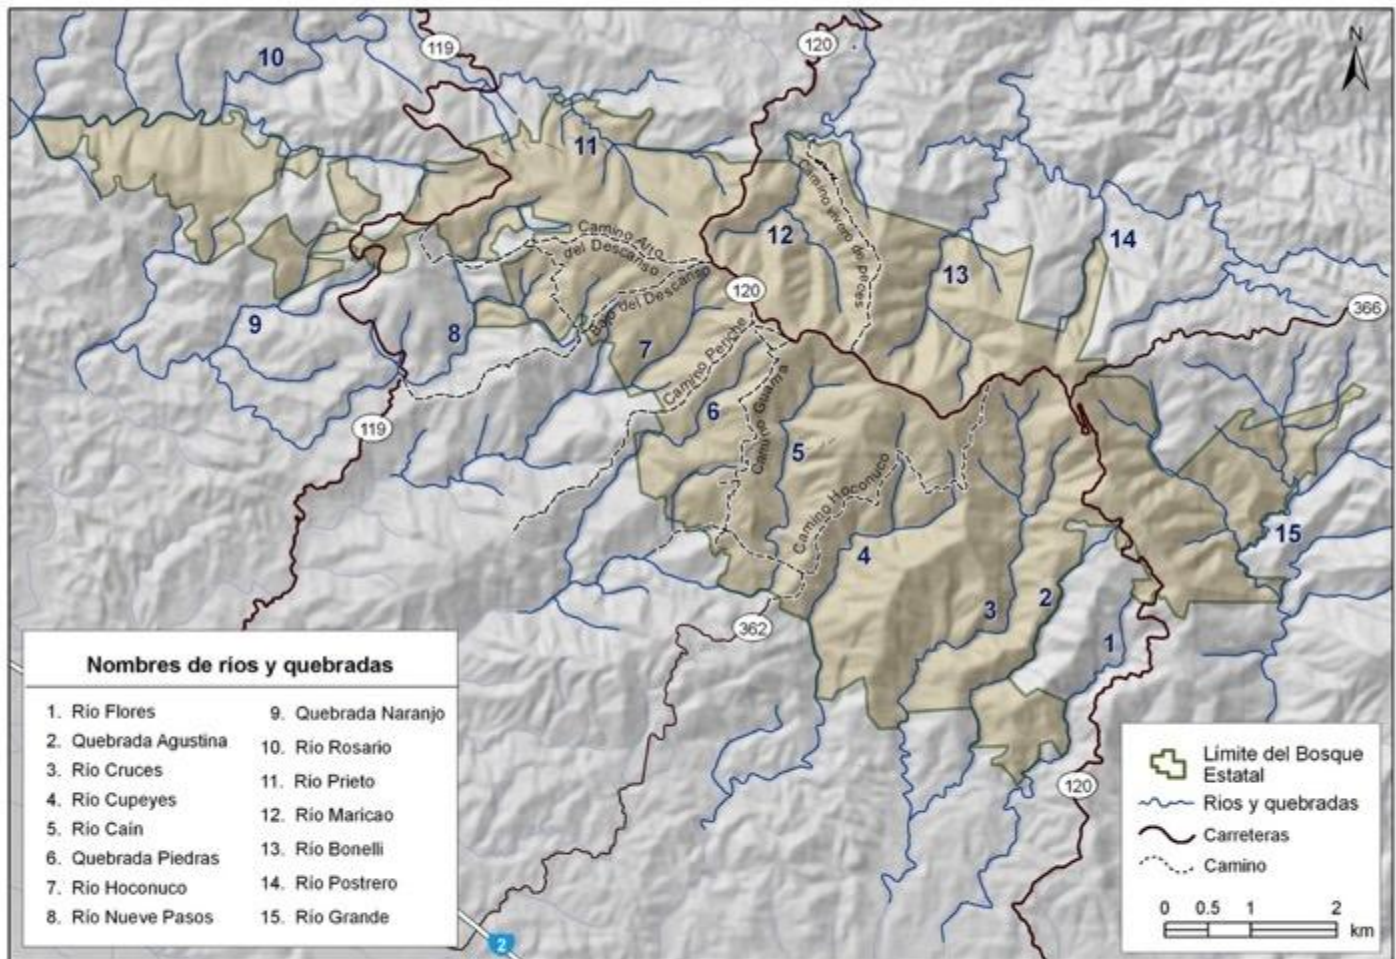 N
119
120
10
11
Camino Alto
del Descanso
12
13
14
Bajo del Descanso
120
366
9
8
7
Camino Periche
6
Camino Guama
5
119
Camino Hoconuco
4
15
3
2
1
362
120
2
Nombres de ríos y quebradas
1. Río Flores
2. Quebrada Agustina
3. Río Cruces
4. Río Cupeyes
5. Río Caín
6. Quebrada Piedras
7. Río Hoconuco
8. Río Nueve Pasos
9. Quebrada Naranjo
10. Río Rosario
11. Río Prieto
12. Río Maricao
13. Río Bonelli
14. Río Postrero
15. Río Grande
Límite del Bosque
Estatal
Ríos y quebradas
Carreteras
Camino
0 0.5 1 2
km
Camino de peces